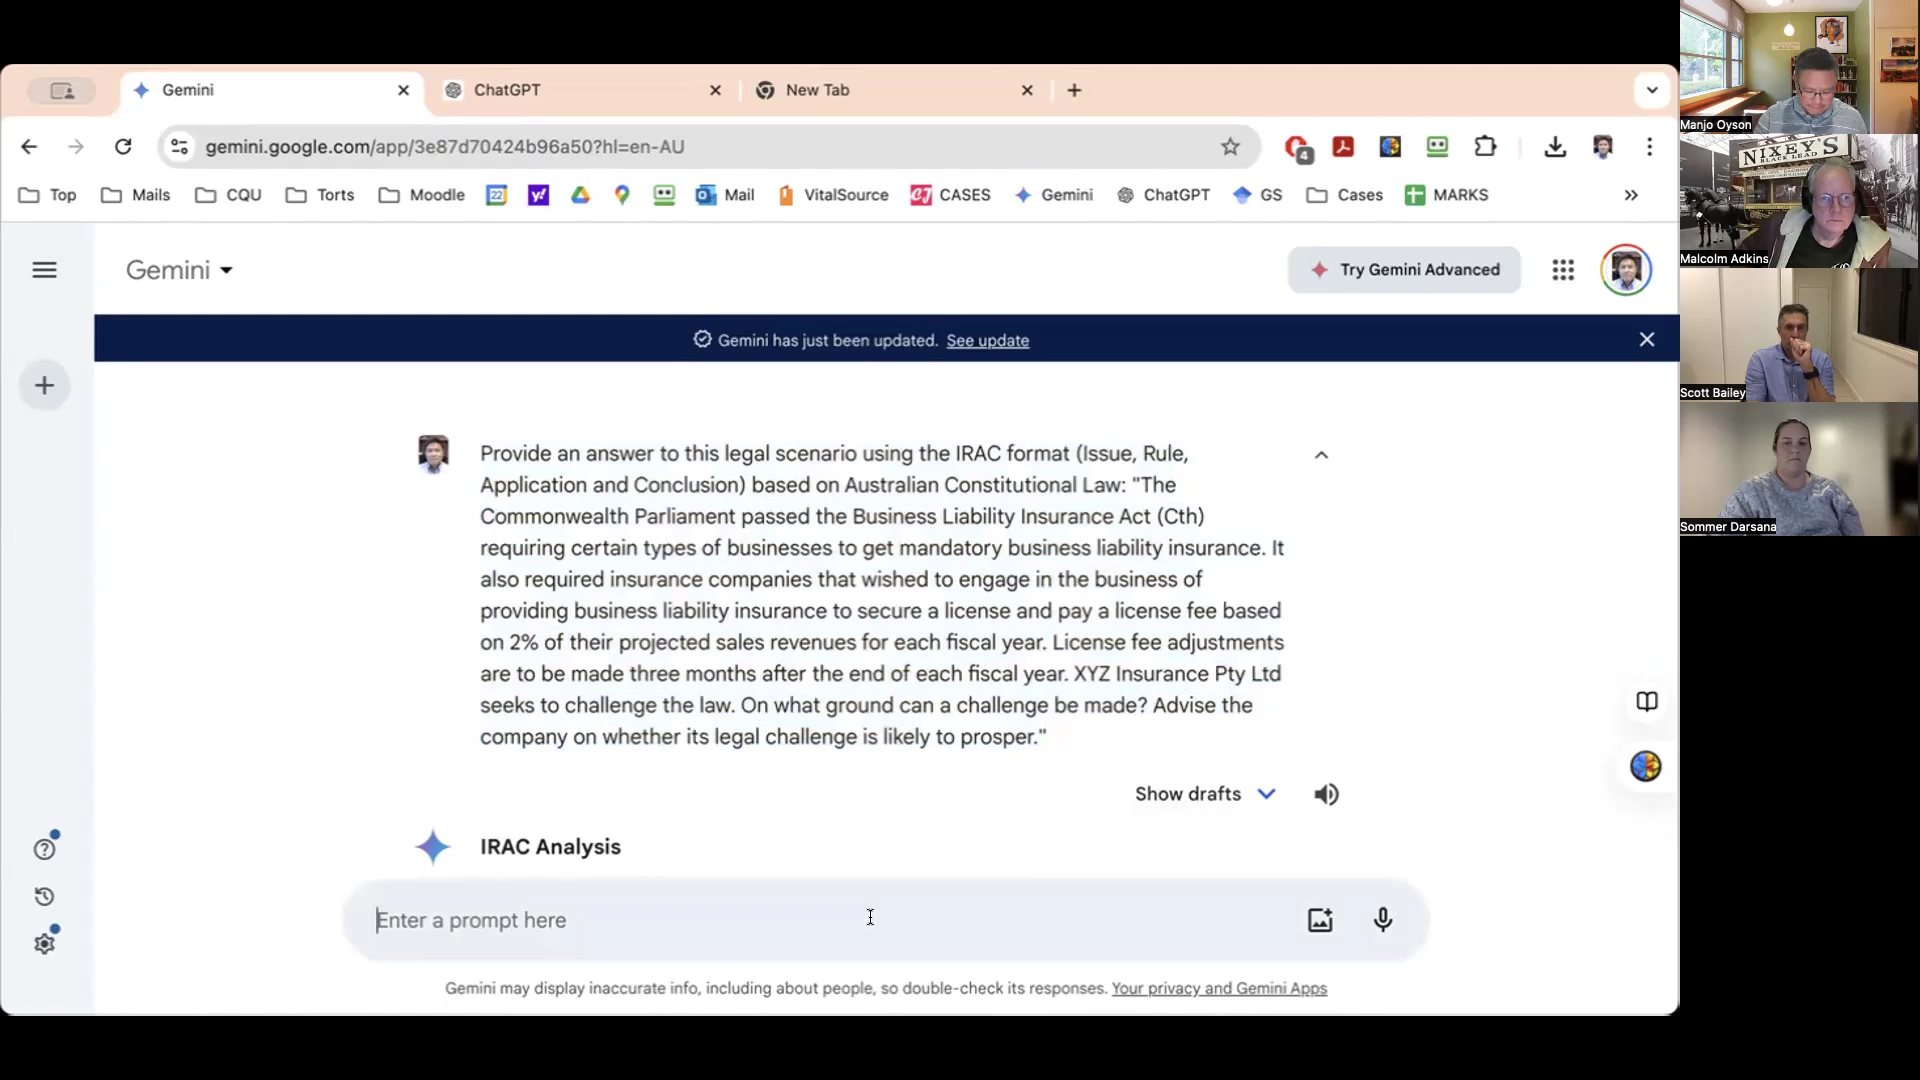 Gemini
ChatGPT
New Tab
gemini.google.com/app/3e87d70424b96a50?hl=en-AU
4
Top
Mails
CQU
Torts
Moodle
22
Mail
VitalSource
CJ CASES
Gemini
ChatGPT
GS
Cases
MARKS
Gemini
Try Gemini Advanced
Gemini has just been updated. See update
Provide an answer to this legal scenario using the IRAC format (Issue, Rule,
Application and Conclusion) based on Australian Constitutional Law: "The
Commonwealth Parliament passed the Business Liability Insurance Act (Cth)
requiring certain types of businesses to get mandatory business liability insurance. It
also required insurance companies that wished to engage in the business of
providing business liability insurance to secure a license and pay a license fee based
on 2% of their projected sales revenues for each fiscal year. License fee adjustments
are to be made three months after the end of each fiscal year. XYZ Insurance Pty Ltd
seeks to challenge the law. On what ground can a challenge be made? Advise the
company on whether its legal challenge is likely to prosper."
Show drafts
IRAC Analysis
Enter a prompt here
Gemini may display inaccurate info, including about people, so double-check its responses. Your privacy and Gemini Apps
Manjo Oyson
NIXEY'S
BLACK LEAD
Malcolm Adkins
Scott Bailey
Sommer Darsana